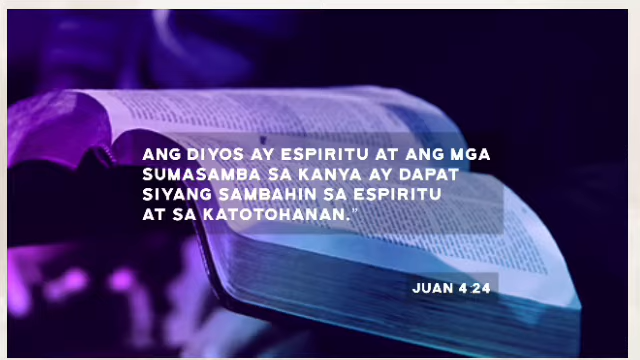 ANG DIYOS AY ESPIRITU AT ANG MGA
SUMASAMBA SA KANYA AY DAPAT
SIYANG SAMBAHIN SA ESPIRITU
AT SA KATOTOHANAN.”
JUAN 4:24